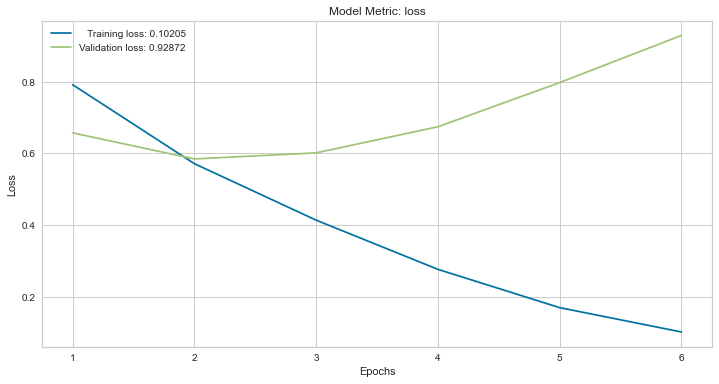 Model Metric: loss
Training loss: 0.10205
Validation loss: 0.92872
Loss
0.8
0.6
0.4
0.2
1 2 3 4 5 6
Epochs